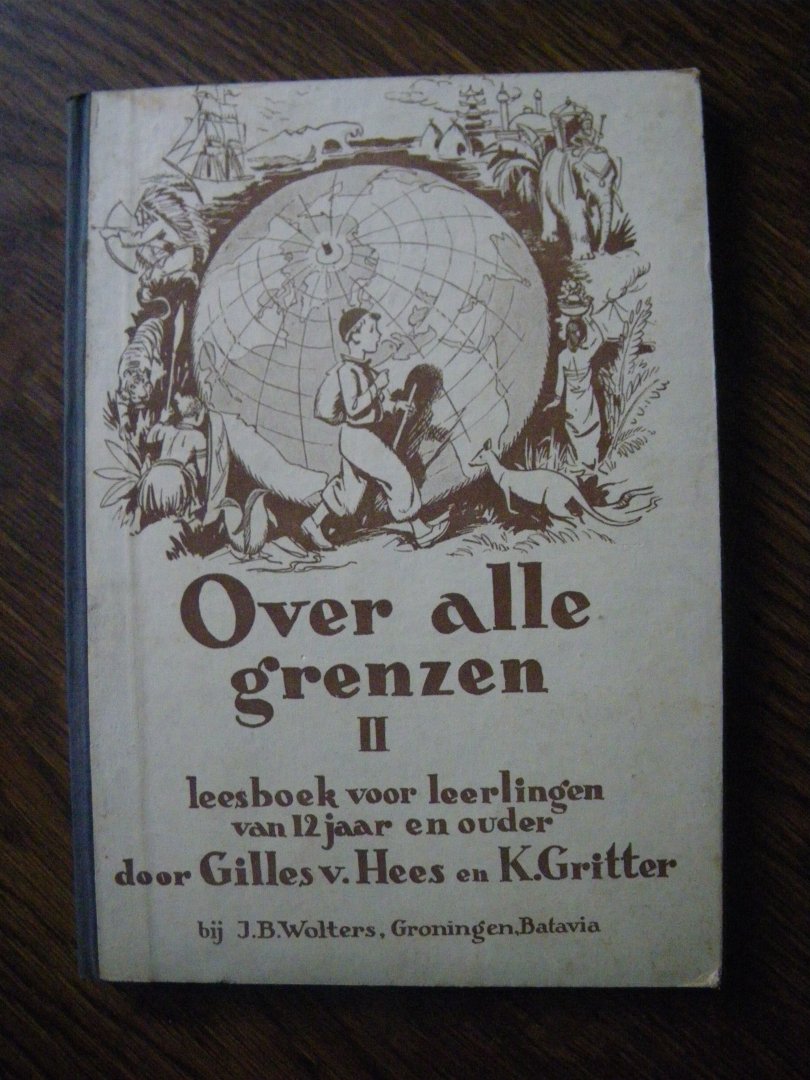 Over alle
grenzen
II
leesboek voor leerlingen
van 12 jaar en ouder
door Gilles v. Hees en K. Gritter
bij J.B. Wolters, Groningen, Batavia